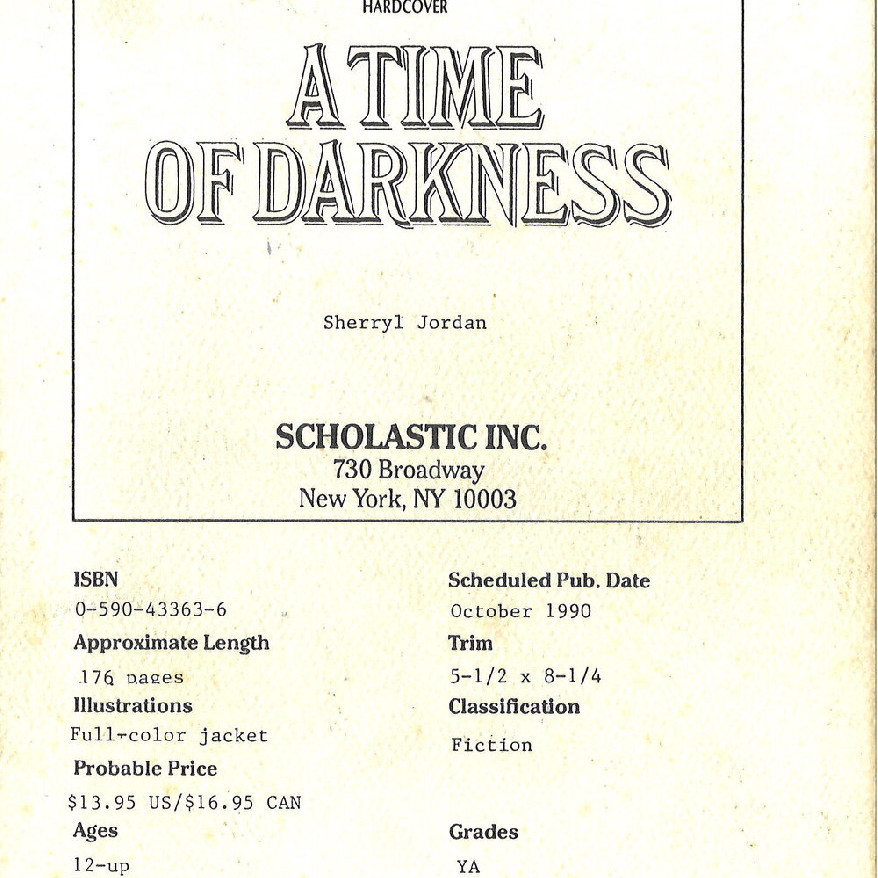 HARDCOVER
A TIME
OF DARKNESS
Sherryl Jordan
SCHOLASTIC INC.
730 Broadway
New York, NY 10003
ISBN
0-590-43363-6
Approximate Length
176 pages
Illustrations
Full-color jacket
Probable Price
$13.95 US/$16.95 CAN
Ages
12-up
Scheduled Pub. Date
October 1990
Trim
5-1/2 x 8-1/4
Classification
Fiction
Grades
YA